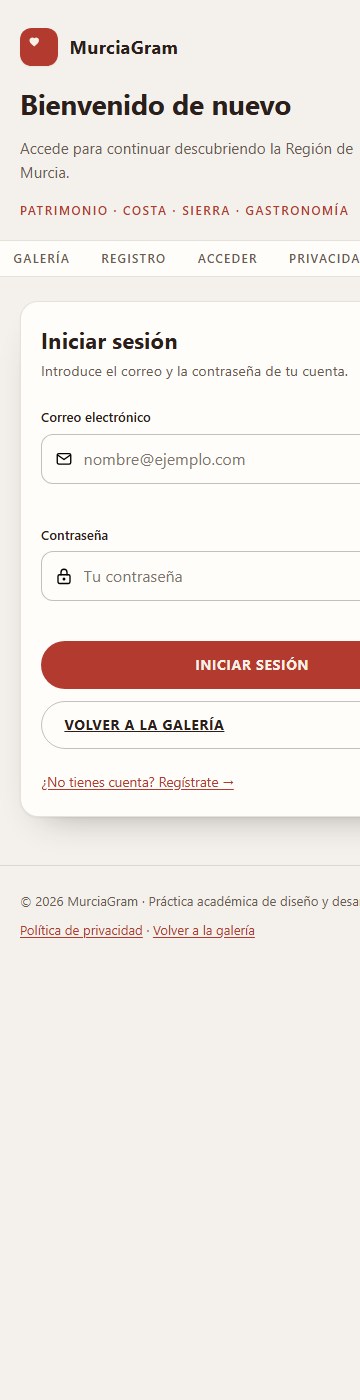 MurciaGram
Bienvenido de nuevo
Accede para continuar descubriendo la Región de
Murcia.
PATRIMONIO · COSTA · SIERRA · GASTRONOMÍA
GALERÍA REGISTRO ACCEDER PRIVACIDA
Iniciar sesión
Introduce el correo y la contraseña de tu cuenta.
Correo electrónico
nombre@ejemplo.com
Contraseña
Tu contraseña
INICIAR SESIÓN
VOLVER A LA GALERÍA
¿No tienes cuenta? Regístrate →
© 2026 MurciaGram · Práctica académica de diseño y desa
Política de privacidad · Volver a la galería